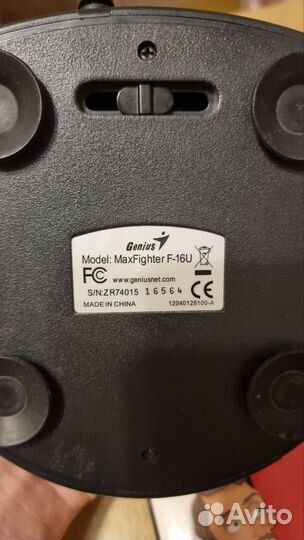 Genius
Model: MaxFighter F-16U
FC
www.geniusnet.com
S/N:ZR74015 16564
CE
MADE IN CHINA 12040128100-A
Avito